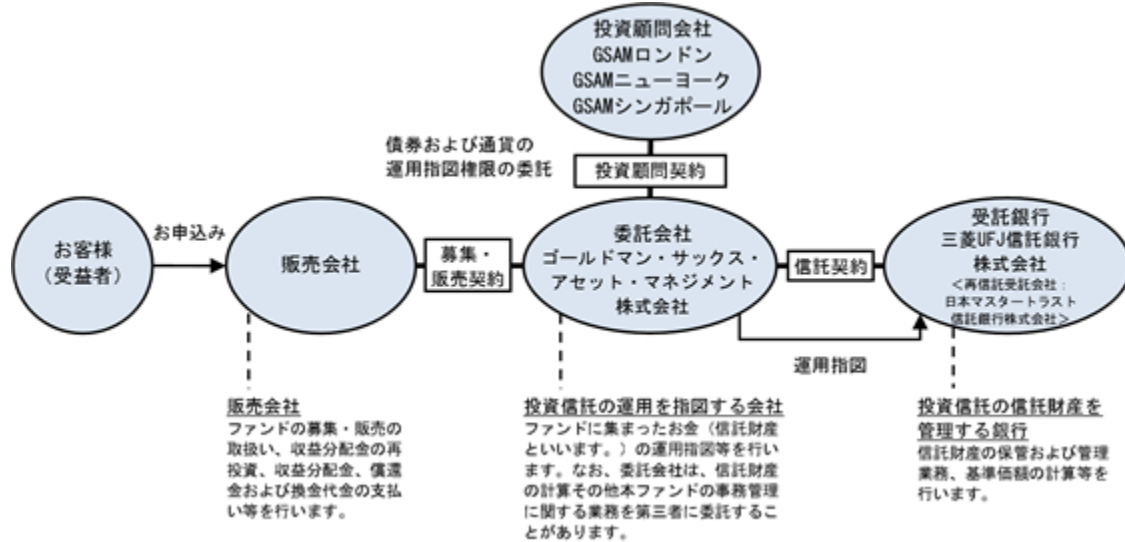 投資顧問会社
GSAMロンドン
GSAMニューヨーク
GSAMシンガポール
債券および通貨の
運用指図権限の委託
投資顧問契約
お客様
（受益者）
お申込み
販売会社
募集・
販売契約
委託会社
ゴールドマン・サックス・
アセット・マネジメント
株式会社
信託契約
受託銀行
三菱UFJ信託銀行
株式会社
＜再信託受託会社：
日本マスタートラスト
信託銀行株式会社＞
運用指図
販売会社
ファンドの募集・販売の
取扱い、収益分配金の再
投資、収益分配金、償還
金および換金代金の支払
い等を行います。
投資信託の運用を指図する会社
ファンドに集まったお金（信託財産
といいます。）の運用指図等を行い
ます。なお、委託会社は、信託財産
の計算その他本ファンドの事務管理
に関する業務を第三者に委託するこ
とがあります。
投資信託の信託財産を
管理する銀行
信託財産の保管および管理
業務、基準価額の計算等を
行います。